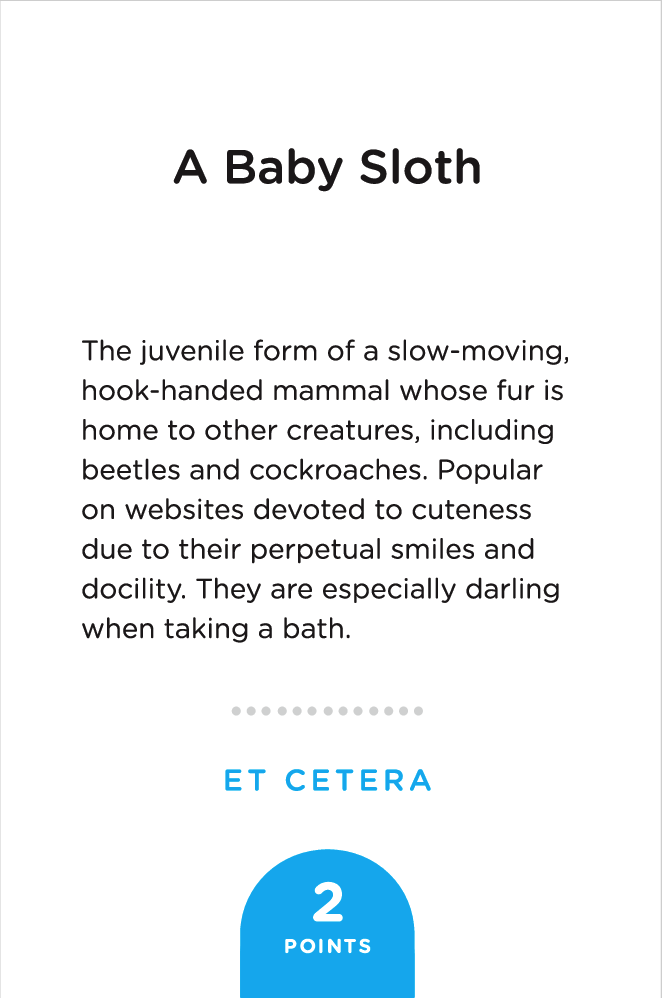 A Baby Sloth
The juvenile form of a slow-moving,
hook-handed mammal whose fur is
home to other creatures, including
beetles and cockroaches. Popular
on websites devoted to cuteness
due to their perpetual smiles and
docility. They are especially darling
when taking a bath.
ET CETERA
2
POINTS